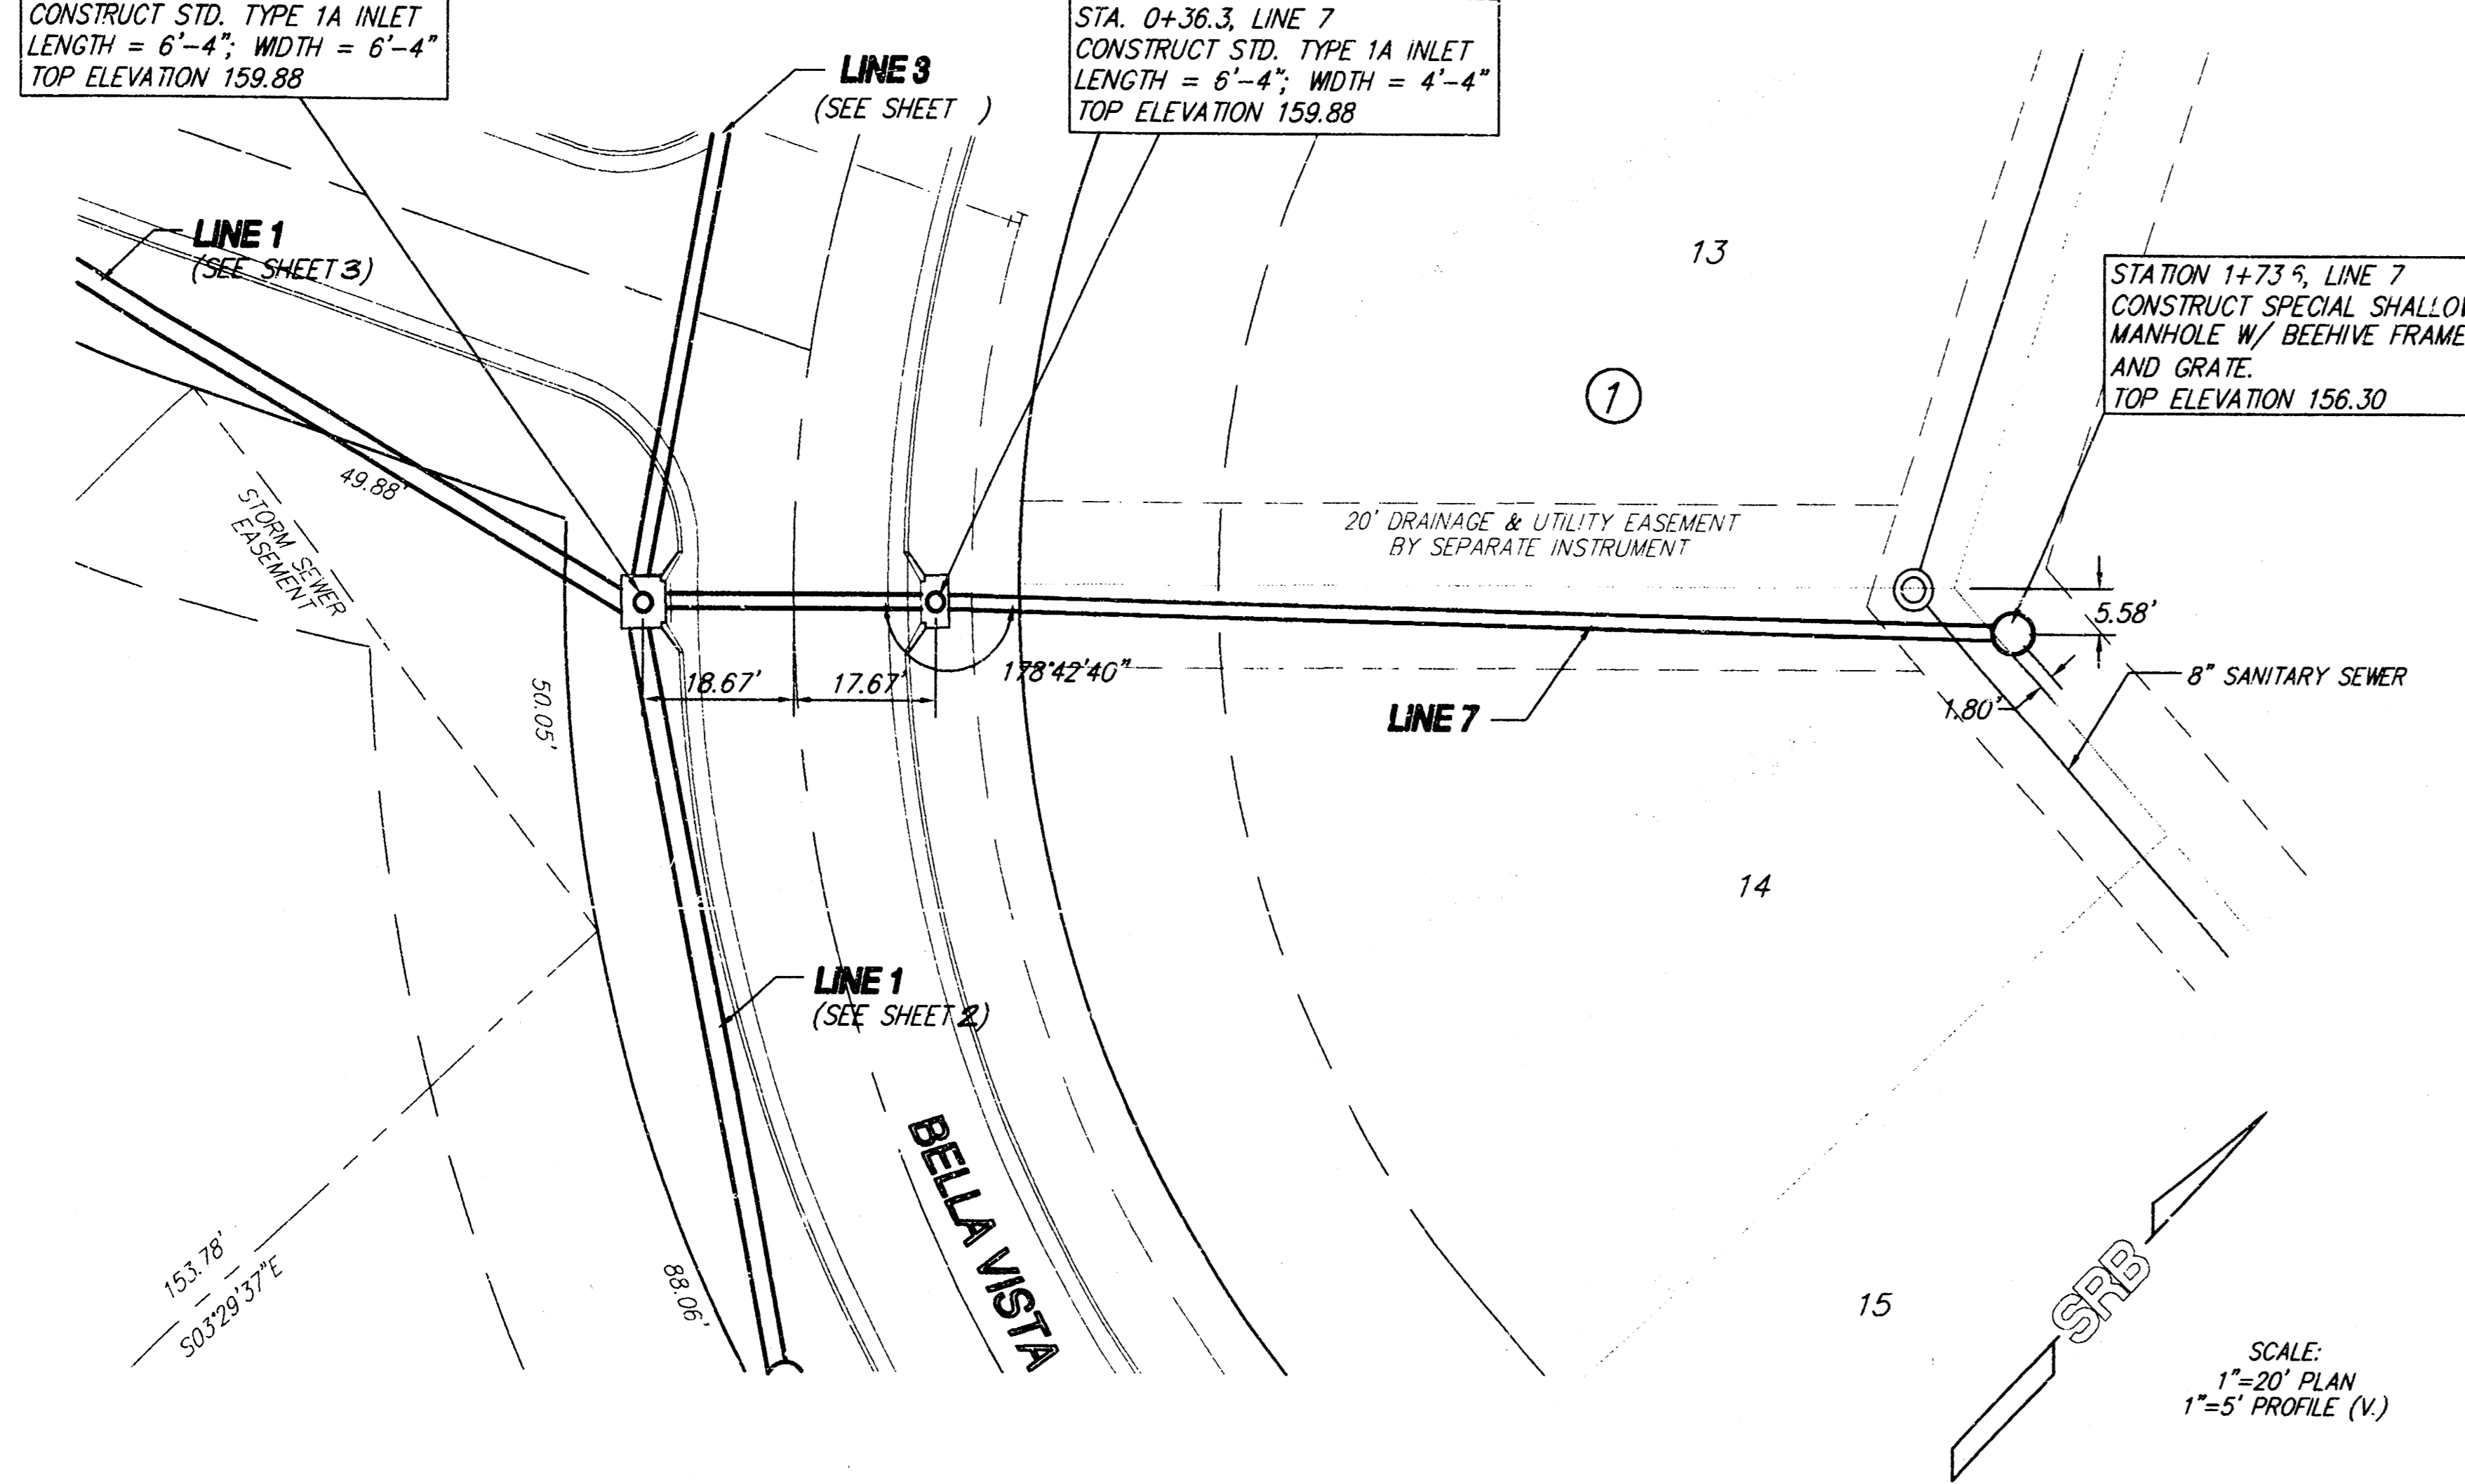 CONSTRUCT STD. TYPE 1A INLET
LENGTH = 6'-4"; WIDTH = 6'-4"
TOP ELEVATION 159.88
STA. 0+36.3, LINE 7
CONSTRUCT STD. TYPE 1A INLET
LENGTH = 6'-4"; WIDTH = 4'-4"
TOP ELEVATION 159.88
LINE 3
(SEE SHEET )
LINE 1
(SEE SHEET 3)
13
STATION , LINE 7
CONSTRUCT SPECIAL
MANHOLE W/ BEEHIVE FRAME
AND GRATE.
TOP ELEVATION 156.30
1
49.88'
STORM SEWER
EASEMENT
20' DRAINAGE & UTILITY EASEMENT
BY SEPARATE INSTRUMENT
5.58'
178°42'40"
18.67'
17.67'
50.05'
8" SANITARY SEWER
1.80'
LINE 7
14
LINE 1
(SEE SHEET 2)
BELLA VISTA
153.78'
S03°29'37"E
88.06'
15
SRB
SCALE:
1"=20' PLAN
1"=5' PROFILE (V.)